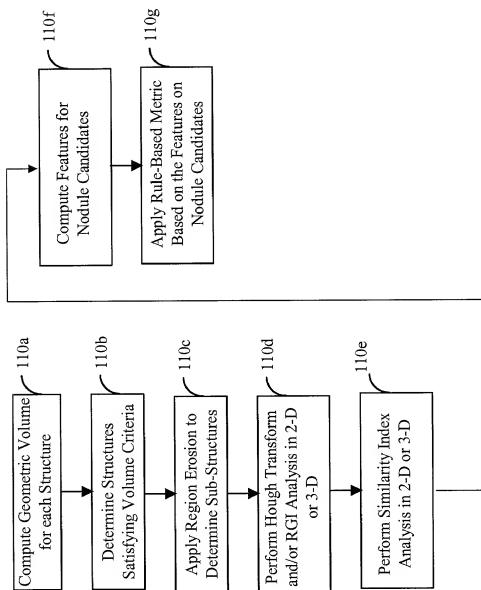 110a
Compute Geometric Volume
for each Structure
110b
Determine Structures
Satisfying Volume Criteria
110c
Apply Region Erosion to
Determine Sub-Structures
110d
Perform Hough Transform
and/or RGI Analysis in 2-D
or 3-D
110e
Perform Similarity Index
Analysis in 2-D or 3-D
110f
Compute Features for
Nodule Candidates
110g
Apply Rule-Based Metric
Based on the Features on
Nodule Candidates